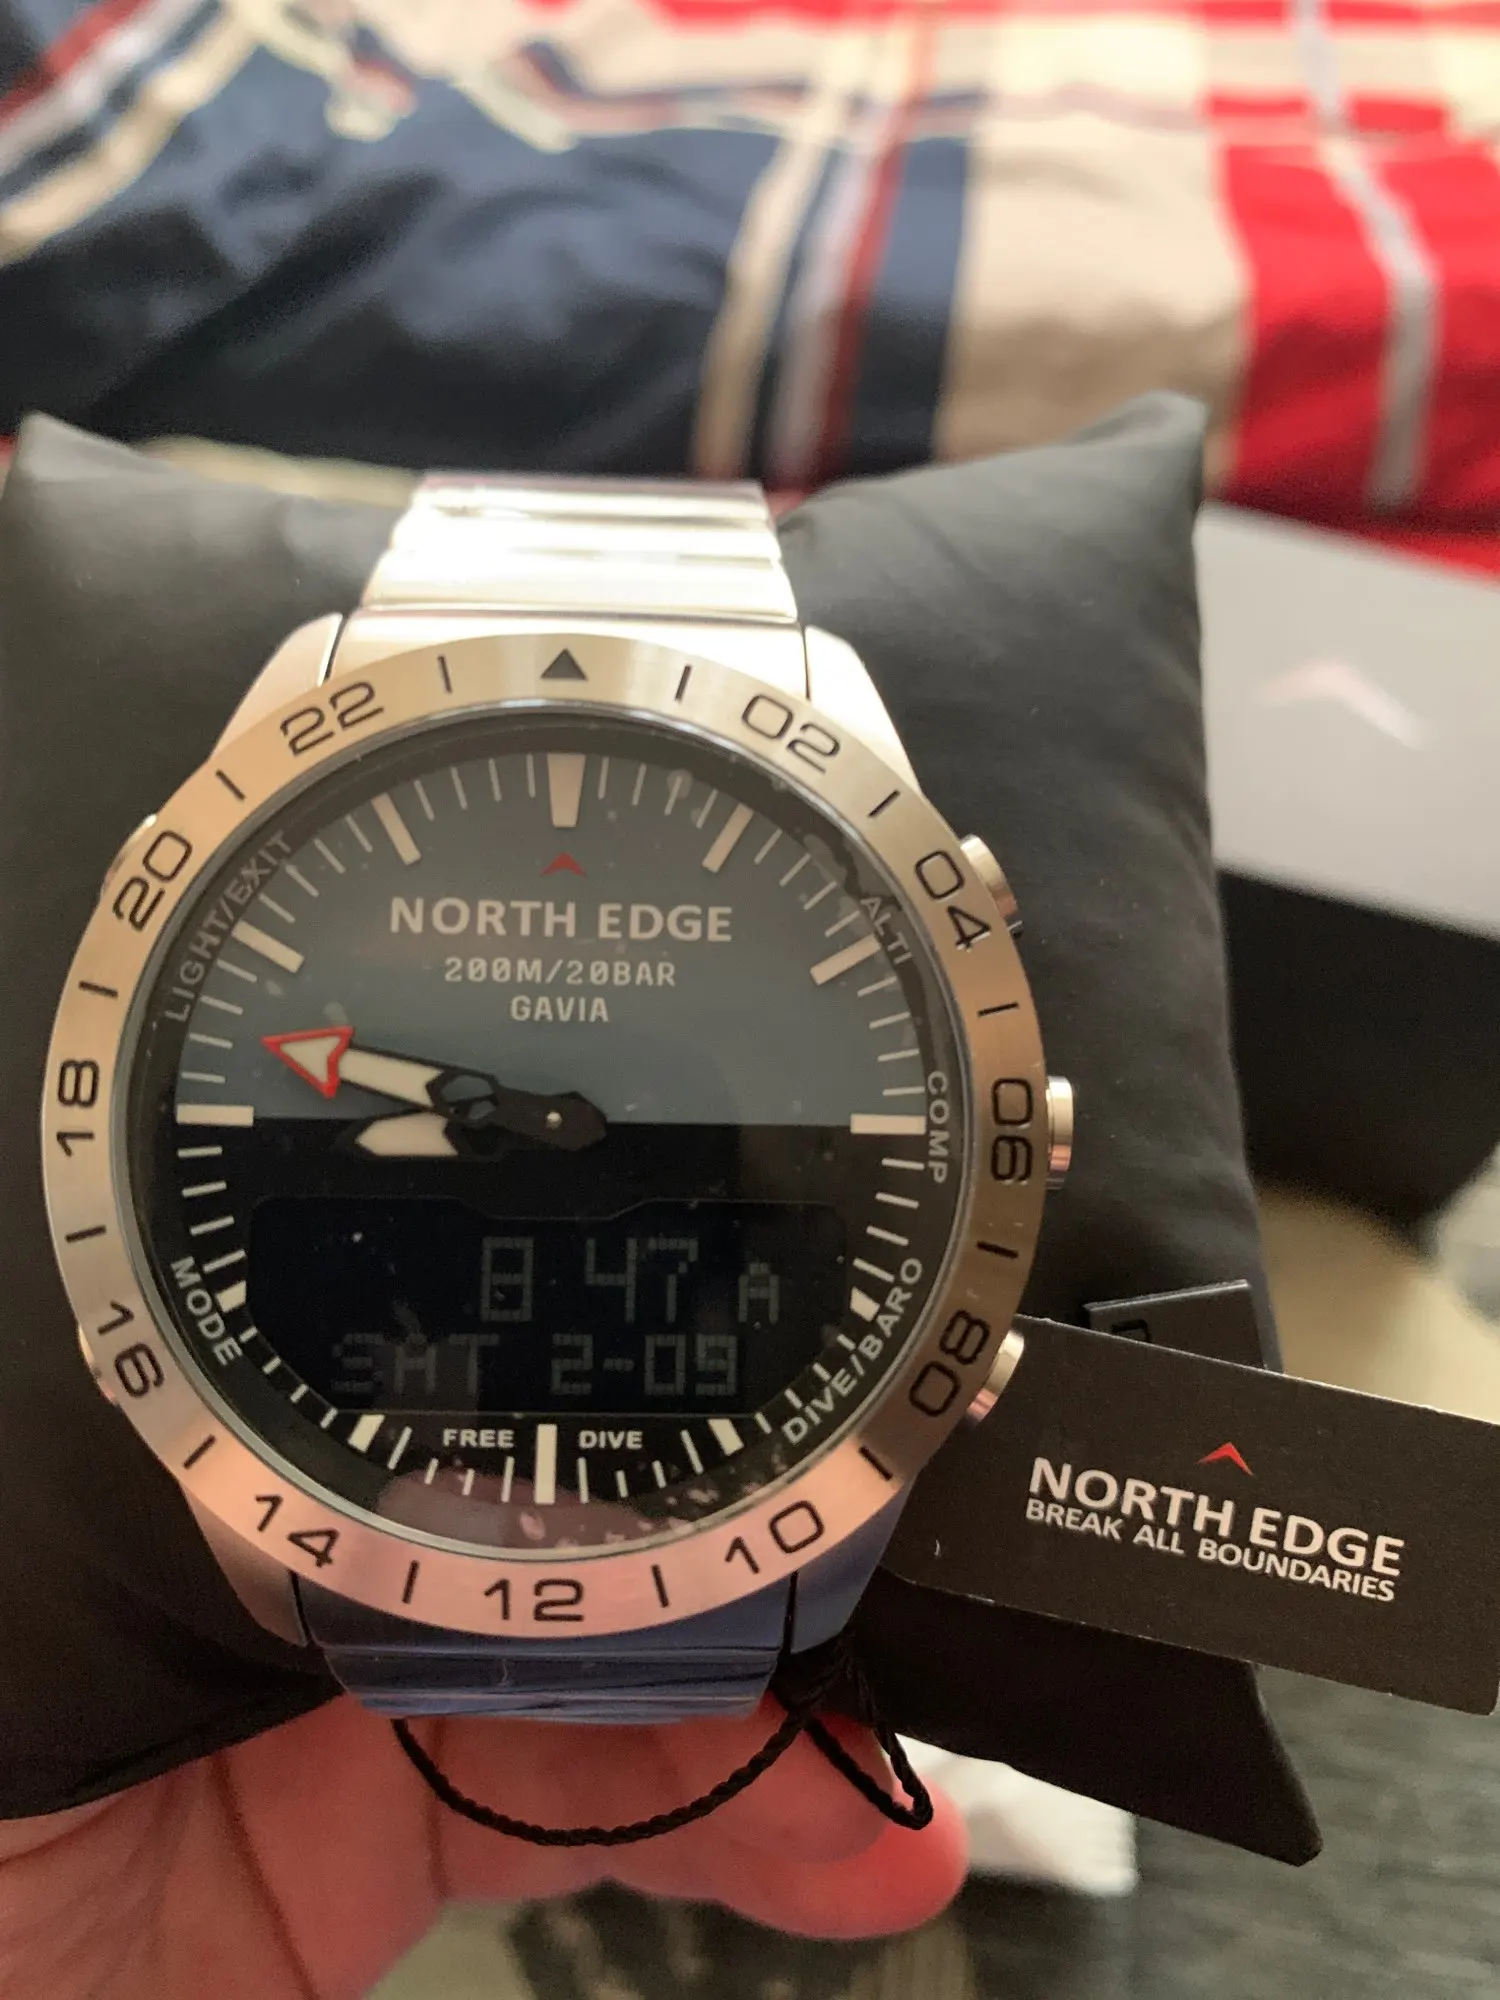 22
02
20
04
18
06
16
08
14
12
10
LIGHT/EXIT
ALTI
NORTH EDGE
200M/20BAR
GAVIA
COMP
MODE
DIVE/BARO
8 47 A
SAT 2-09
FREE DIVE
NORTH EDGE
BREAK ALL BOUNDARIES